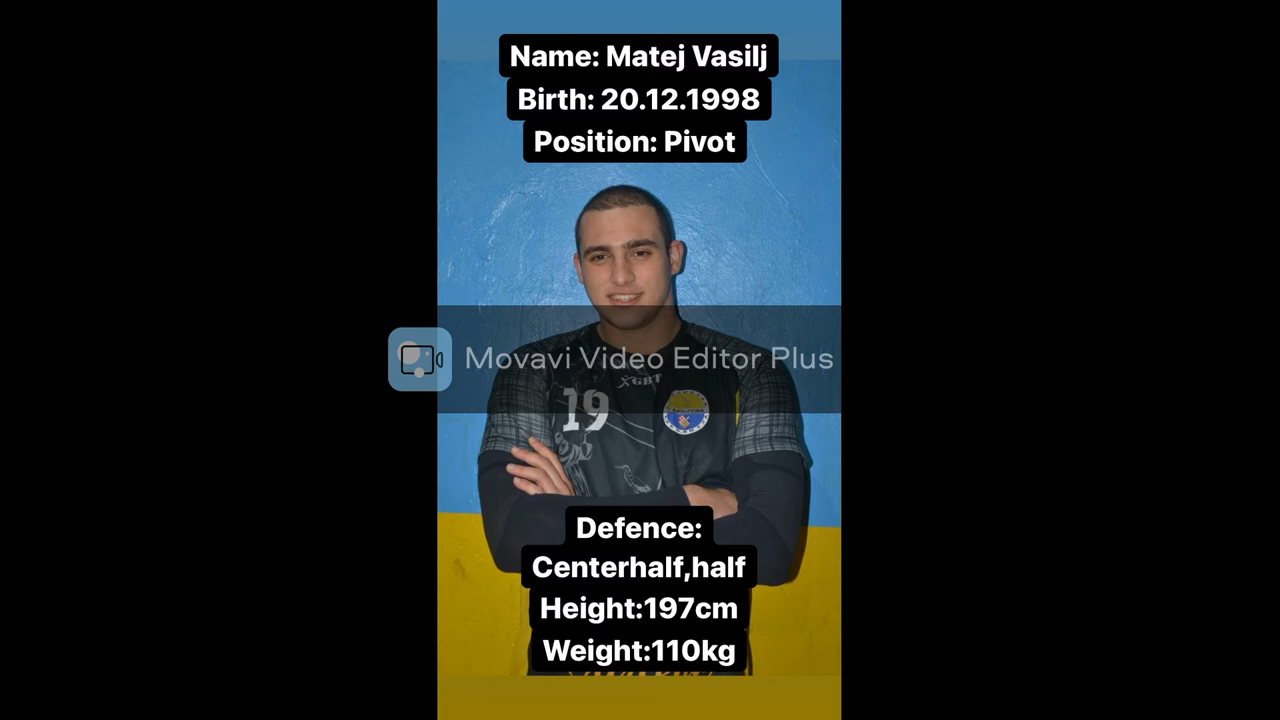 Name: Matej Vasilj
Birth: 20.12.1998
Position: Pivot
Movavi Video Editor Plus
XGBT
19
Defence:
Centerhalf,half
Height:197cm
Weight:110kg